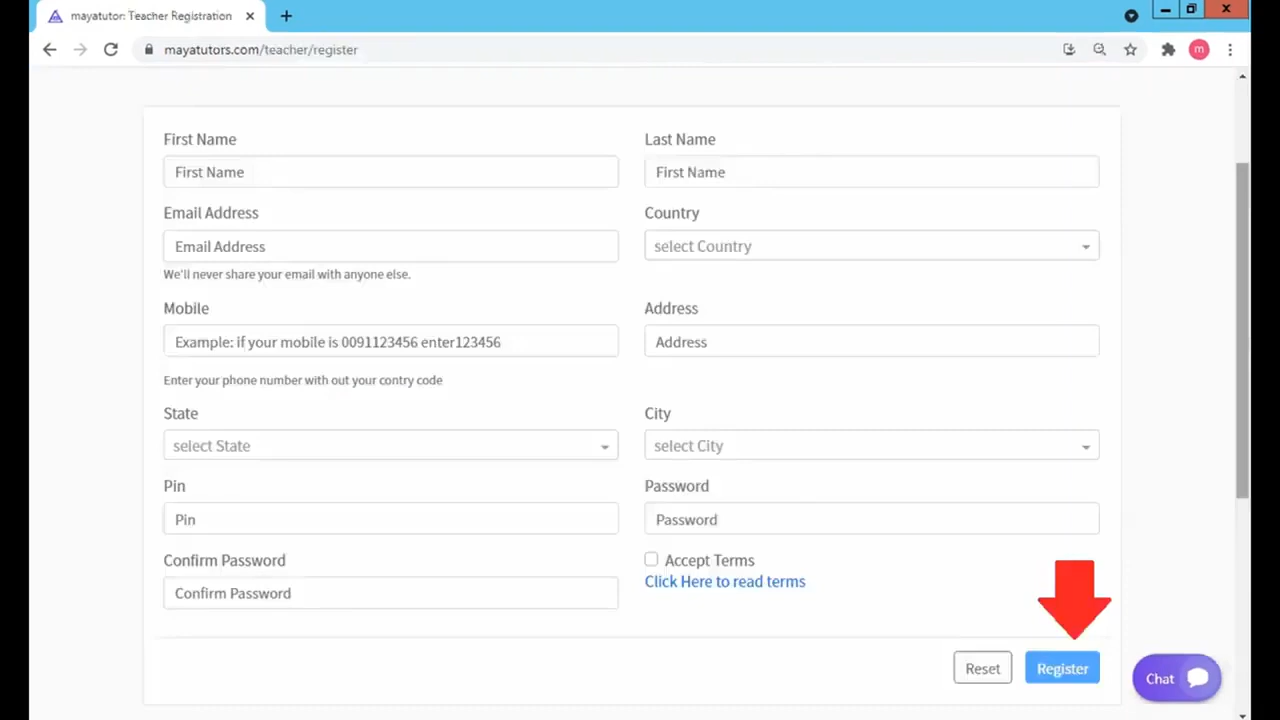 mayatutor: Teacher Registration
mayatutors.com/teacher/register
m
First Name
Last Name
First Name
First Name
Email Address
Country
Email Address
select Country
We'll never share your email with anyone else.
Mobile
Address
Example: if your mobile is 0091123456 enter123456
Address
Enter your phone number with out your contry code
State
City
select State
select City
Pin
Password
Pin
Password
Confirm Password
Accept Terms
Click Here to read terms
Confirm Password
Reset
Register
Chat